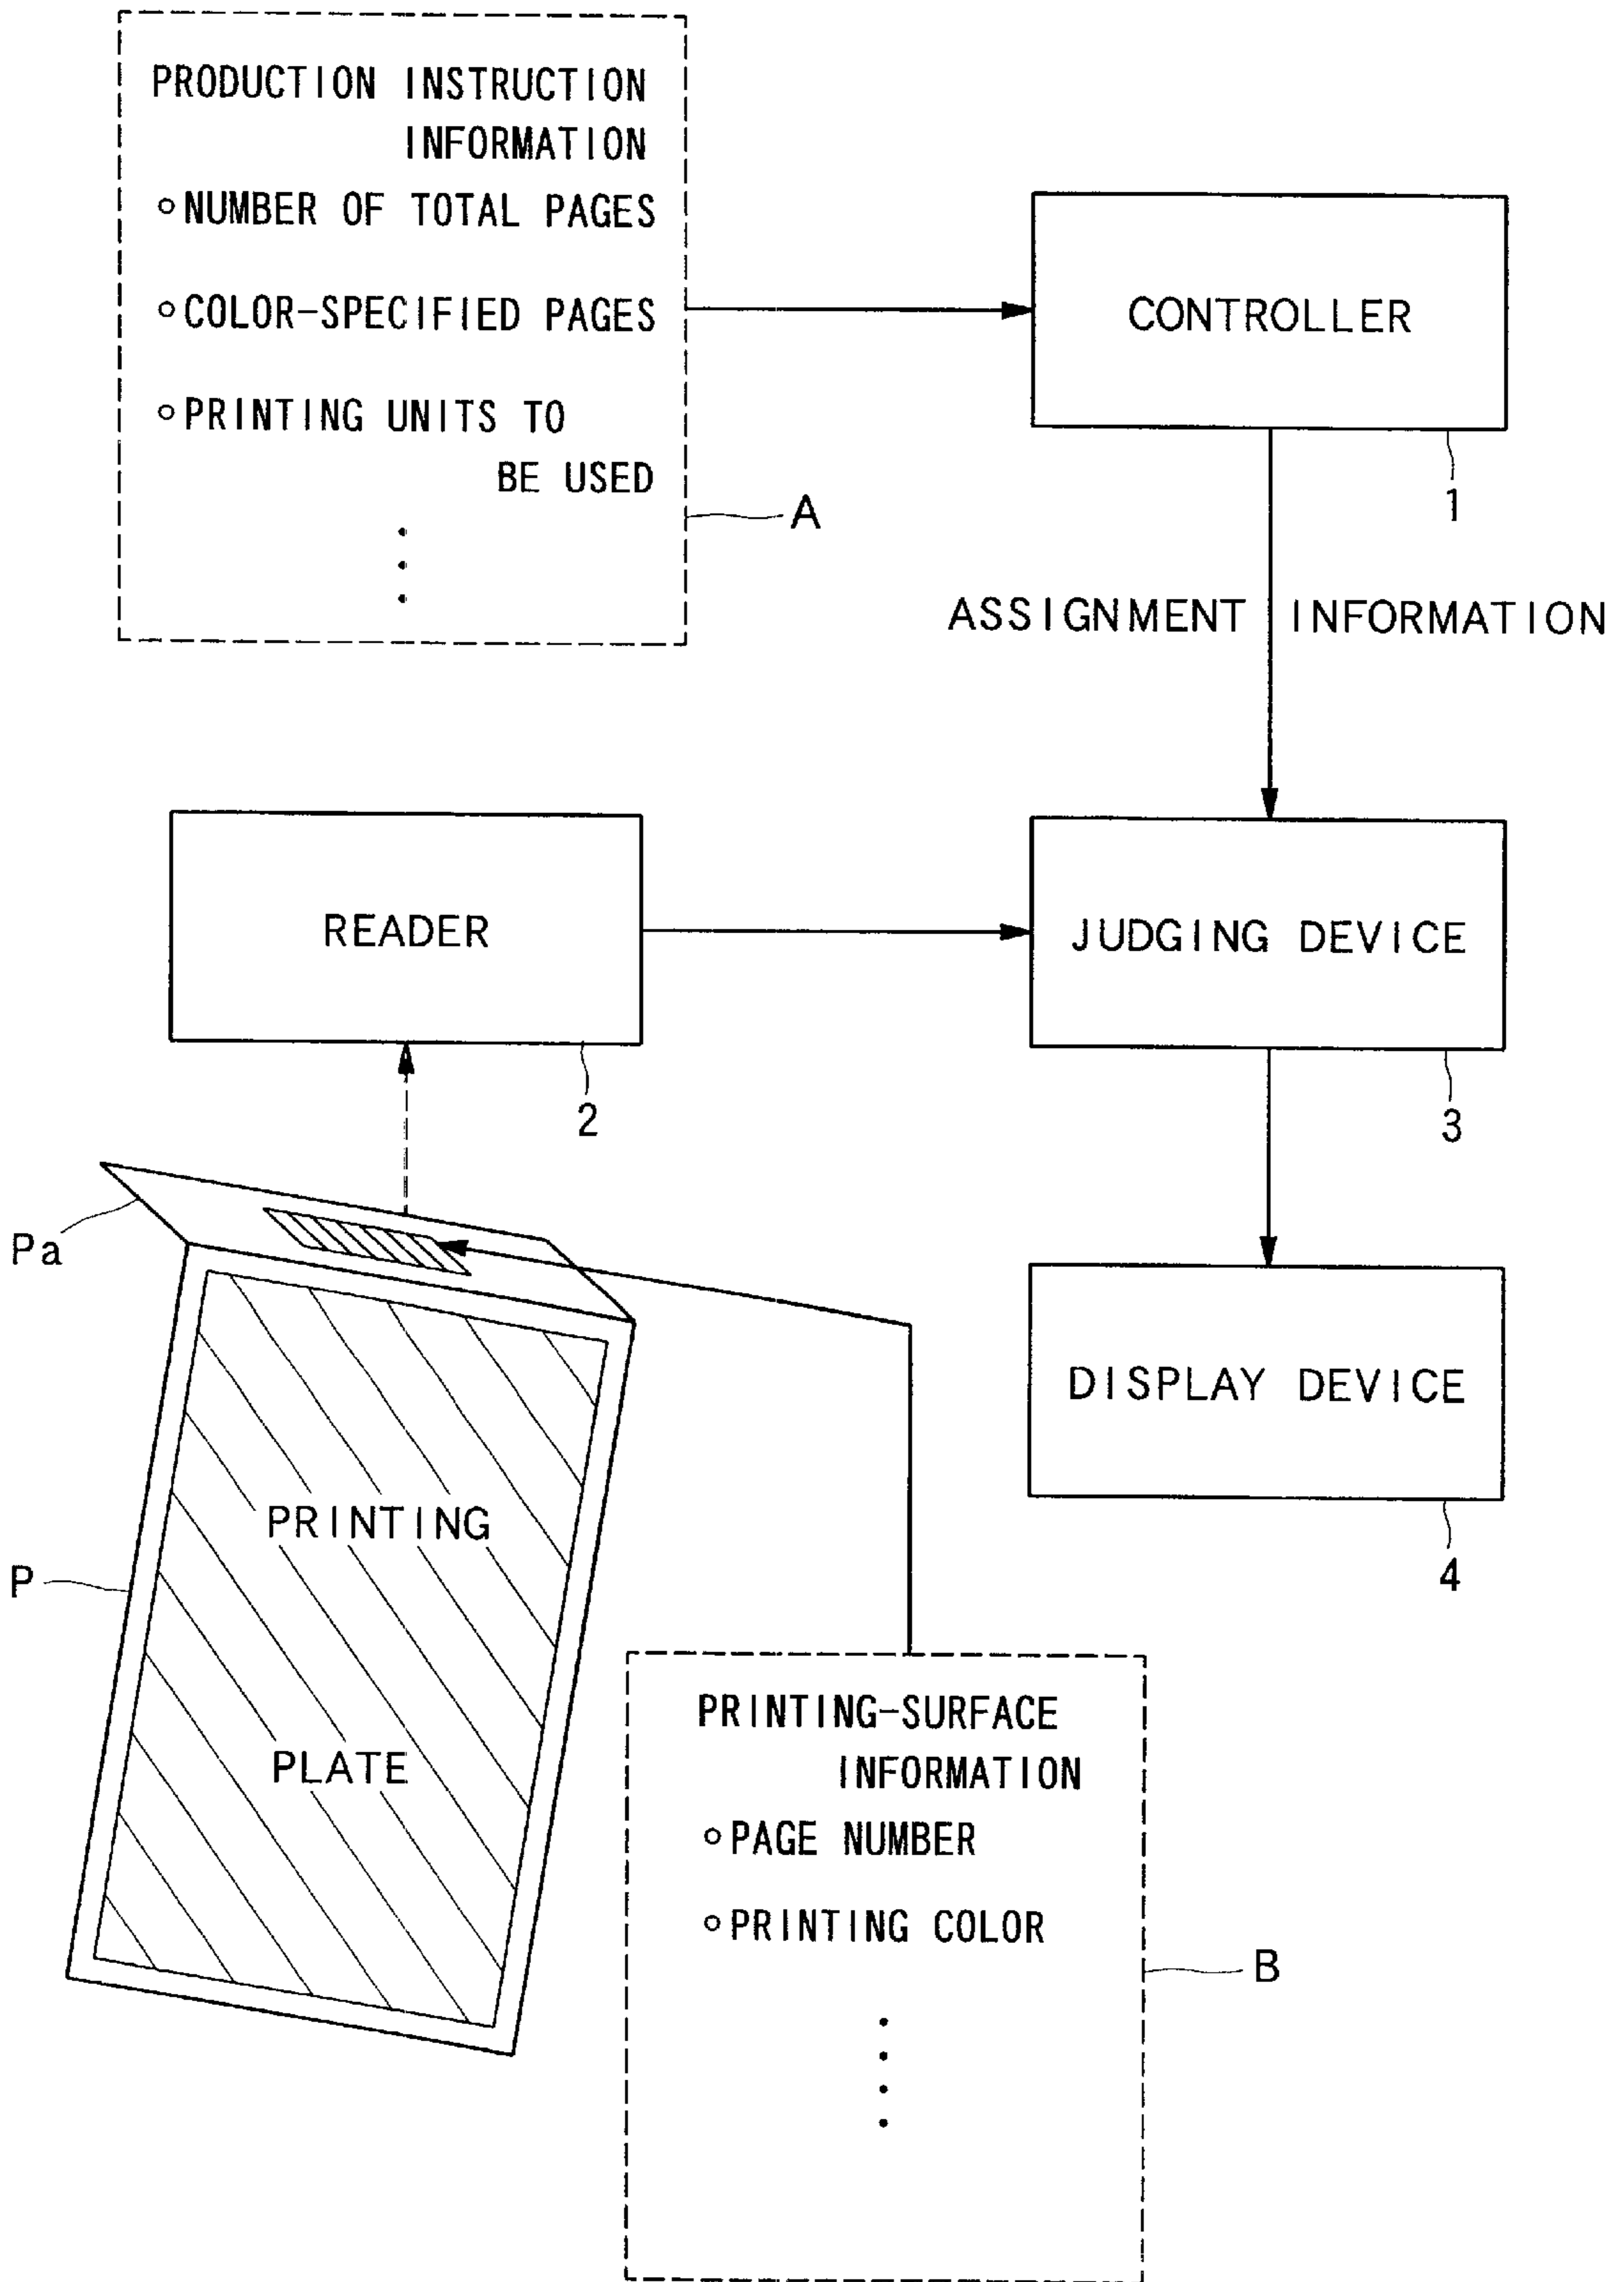 PRODUCTION INSTRUCTION
INFORMATION
○NUMBER OF TOTAL PAGES
○COLOR-SPECIFIED PAGES
○PRINTING UNITS TO
BE USED
A
CONTROLLER
1
ASSIGNMENT INFORMATION
READER
2
JUDGING DEVICE
3
Pa
DISPLAY DEVICE
4
PRINTING
PLATE
P
PRINTING-SURFACE
INFORMATION
○PAGE NUMBER
○PRINTING COLOR
B